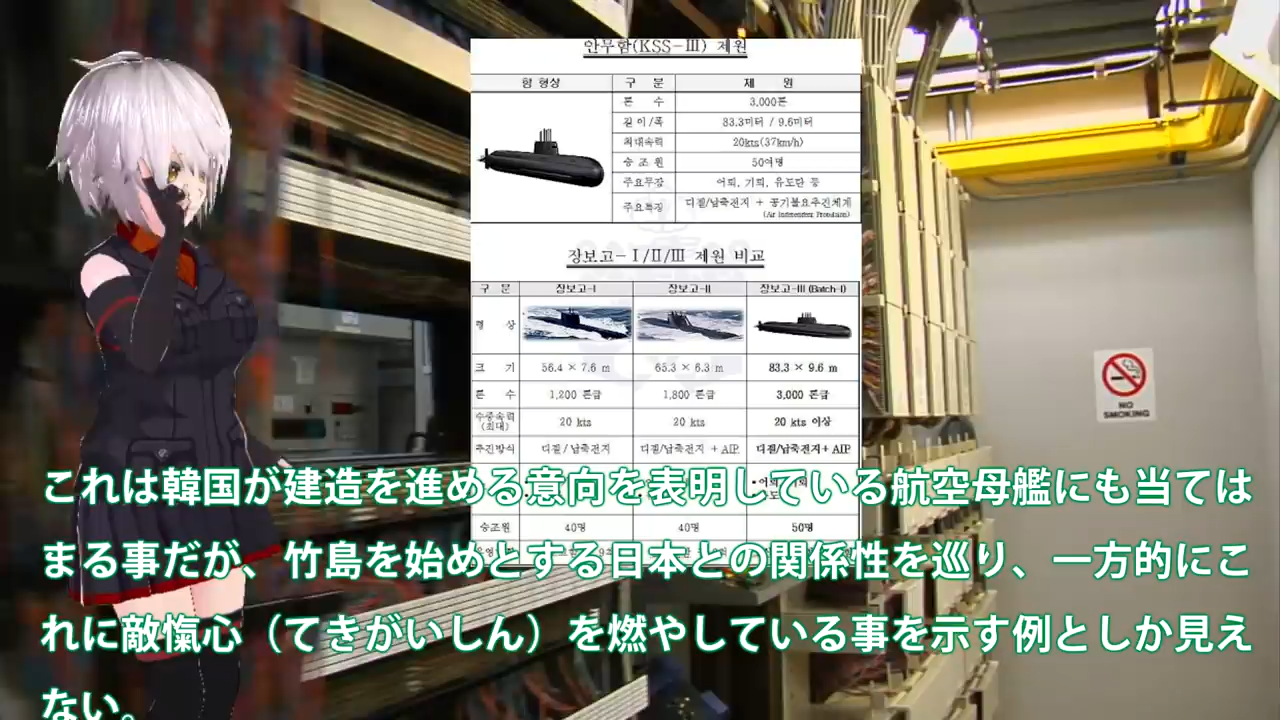 안무함(KSS-Ⅲ) 제원
함 형상 구 분 제 원
톤 수 3,000톤
길이/폭 83.3미터 / 9.6미터
최대속력 20kts(37km/h)
승 조 원 50여명
주요무장 어뢰, 기뢰, 유도탄 등
주요특징 디젤/납축전지 + 공기불요추진체계
(Air Independent Propulsion)
장보고-Ⅰ/Ⅱ/Ⅲ 제원 비교
구 분 장보고-Ⅰ 장보고-Ⅱ 장보고-Ⅲ (Batch-Ⅰ)
형 상
크 기 56.4 × 7.6 m 65.3 × 6.3 m 83.3 × 9.6 m
톤 수 1,200 톤급 1,800 톤급 3,000 톤급
수중속력 (최대) 20 kts 20 kts 20 kts 이상
추진방식 디젤/납축전지 디젤/납축전지 + AIP 디젤/납축전지+ AIP
승조원 40명 40명 50명
NO
SMOKING
これは韓国が建造を進める意向を表明している航空母艦にも当ては
まる事だが、竹島を始めとする日本との関係性を巡り、一方的にこ
れに敵愾心（てきがいしん）を燃やしている事を示す例としか見え
ない。